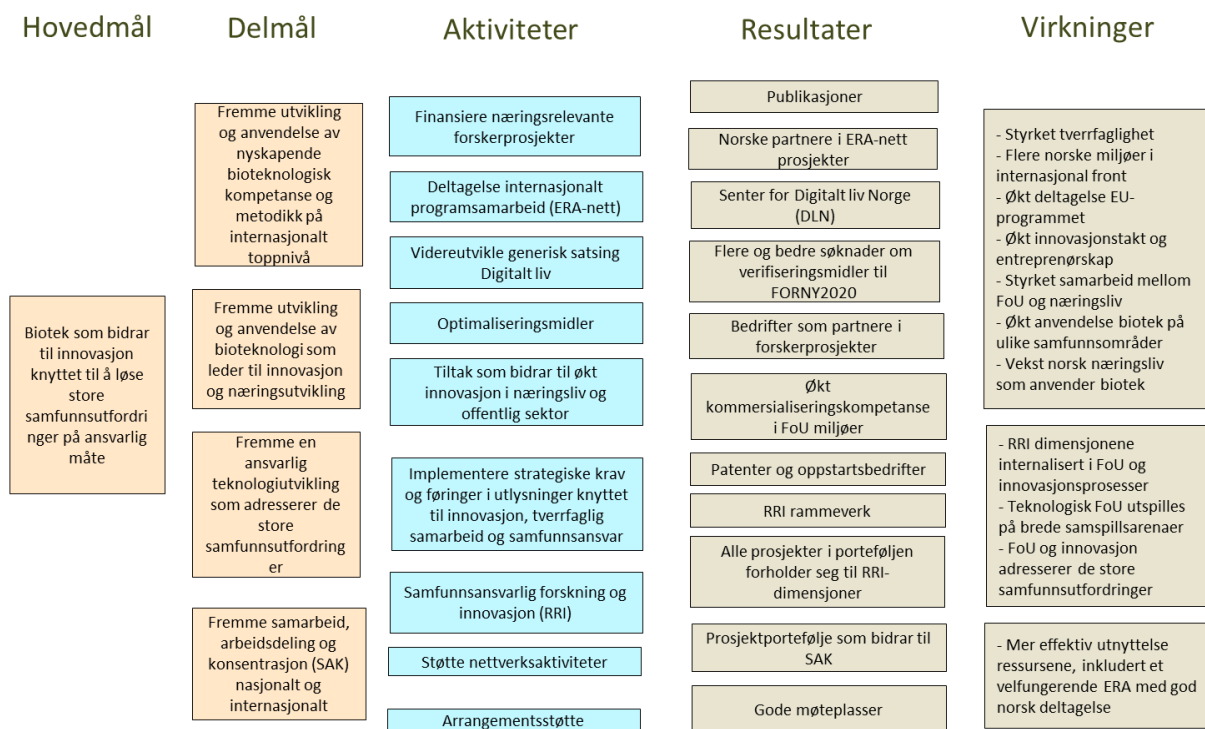 Hovedmål
Delmål
Aktiviteter
Resultater
Virkninger
Biotek som bidrar
til innovasjon
knyttet til å løse
store
samfunnsutfordri
nger på ansvarlig
måte
Fremme utvikling
og anvendelse av
nyskapende
bioteknologisk
kompetanse og
metodikk på
internasjonalt
toppnivå
Fremme utvikling
og anvendelse av
bioteknologi som
leder til innovasjon
og næringsutvikling
Fremme en
ansvarlig
teknologiutvikling
som adresserer de
store
samfunnsutfordring
er
Fremme samarbeid,
arbeidsdeling og
konsentrasjon (SAK)
nasjonalt og
internasjonalt
Finansiere næringsrelevante
forskerprosjekter
Deltagelse internasjonalt
programsamarbeid (ERA-nett)
Videreutvikle generisk satsing
Digitalt liv
Optimaliseringsmidler
Tiltak som bidrar til økt
innovasjon i næringsliv og
offentlig sektor
Implementere strategiske krav
og føringer i utlysninger knyttet
til innovasjon, tverrfaglig
samarbeid og samfunnsansvar
Samfunnsansvarlig forskning og
innovasjon (RRI)
Støtte nettverksaktiviteter
Arrangementsstøtte
Publikasjoner
Norske partnere i ERA-nett
prosjekter
Senter for Digitalt liv Norge
(DLN)
Flere og bedre søknader om
verifiseringsmidler til
FORNY2020
Bedrifter som partnere i
forskerprosjekter
Økt
kommersialiseringskompetanse
i FoU miljøer
Patenter og oppstartsbedrifter
RRI rammeverk
Alle prosjekter i porteføljen
forholder seg til RRI-
dimensjoner
Prosjektportefølje som bidrar til
SAK
Gode møteplasser
- Styrket tverrfaglighet
- Flere norske miljøer i
internasjonal front
- Økt deltagelse EU-
programmet
- Økt innovasjonstakt og
entreprenørskap
- Styrket samarbeid mellom
FoU og næringsliv
- Økt anvendelse biotek på
ulike samfunnsområder
- Vekst norsk næringsliv
som anvender biotek
- RRI dimensjonene
internalisert i FoU og
innovasjonsprosesser
- Teknologisk FoU utspilles
på brede samspillsarenaer
- FoU og innovasjon
adresserer de store
samfunnsutfordringer
- Mer effektiv utnyttelse
ressursene, inkludert et
velfungerende ERA med god
norsk deltagelse